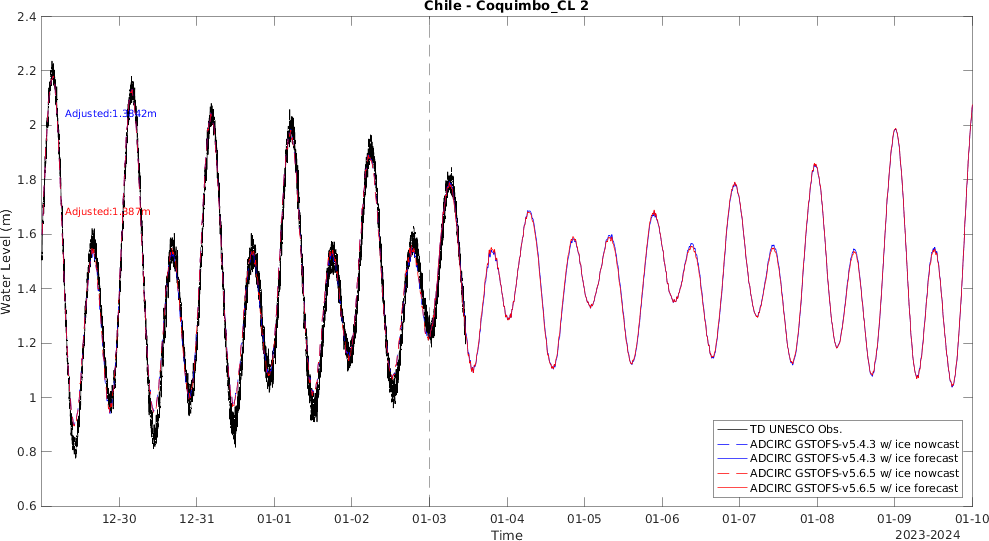 Chile - Coquimbo_CL 2
2.4
2.2
2
1.8
1.6
1.4
1.2
1
0.8
0.6
Water Level (m)
Adjusted:1.3842m
Adjusted:1.387m
TD UNESCO Obs.
ADCIRC GSTOFS-v5.4.3 w/ ice nowcast
ADCIRC GSTOFS-v5.4.3 w/ ice forecast
ADCIRC GSTOFS-v5.6.5 w/ ice nowcast
ADCIRC GSTOFS-v5.6.5 w/ ice forecast
12-30 12-31 01-01 01-02 01-03 01-04 01-05 01-06 01-07 01-08 01-09 01-10
Time
2023-2024